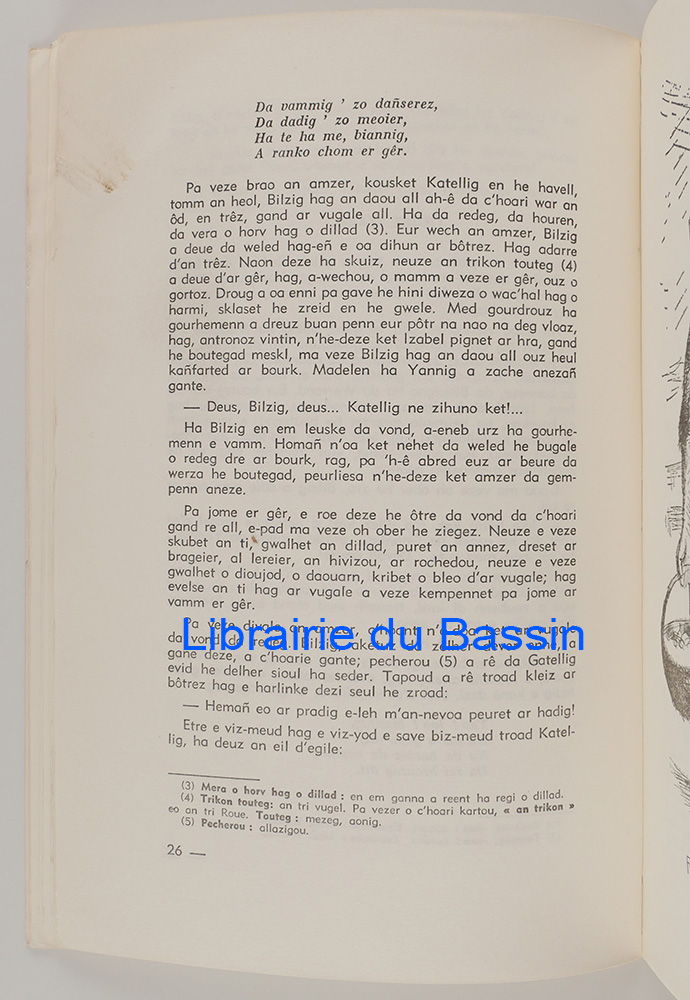 Da vammig ' zo dañserez,
Da dadig ' zo meoier,
Ha te ha me, biannig,
A ranko chom er gêr.
Pa veze brao an amzer, kousket Katellig en he havell,
tomm an heol, Bilzig hag an daou all ah-ê da c'hoari war an
ôd, en trêz, gand ar vugale all. Ha da redeg, da houren,
da vera o horv hag o dillad (3). Eur wech an amzer, Bilzig
a deue da weled hag-eñ e oa dihun ar bôtrez. Hag adarre
d'an trêz. Naon deze ha skuiz, neuze an trikon touteg (4)
a deue d'ar gêr, hag, a-wechou, o mamm a veze er gêr, ouz o
gortoz. Droug a oa enni pa gave he hini diweza o wac'hal hag o
harmi, sklaset he zreid en he gwele. Med gourdrouz ha
gourhemenn a dreuz buan penn eur pôtr na nao na deg vloaz,
hag, antronoz vintin, n'he-deze ket Izabel pignet ar hra, gand
he boutegad meskl, ma veze Bilzig hag an daou all ouz heul
kañfarted ar bourk. Madelen ha Yannig a zache anezañ
gante.
— Deus, Bilzig, deus... Katellig ne zihuno ket!...
Ha Bilzig en em leuske da vond, a-eneb urz ha gourhe-
menn e vamm. Homañ n'oa ket nehet da weled he bugale
o redeg dre ar bourk, rag, pa 'h-ê abred euz ar beure da
werza he boutegad, peurliesa n'he-deze ket amzer da gem-
penn aneze.
Pa jome er gêr, e roe deze he ôtre da vond da c'hoari
gand re all, e-pad ma veze oh ober he ziegez. Neuze e veze
skubet an ti, gwalhet an dillad, puret an annez, dreset ar
brageier, al lereier, an hivizou, ar rochedou, neuze e veze
gwalhet o dioujod, o daouarn, kribet o bleo d'ar vugale; hag
evelse an ti hag ar vugale a veze kempennet pa jome ar
vamm er gêr.
Librairie du Bassin
Pa veze divalo an amzer, c'hoant n'o doa ket ar vugale
da vond da redeg. Bilzig, aketus da zelher dever
gane deze, a c'hoarie gante; pecherou (5) a rê da Gatellig
evid he delher sioul ha seder. Tapoud a rê troad kleiz ar
bôtrez hag e harlinke dezi seul he zroad:
— Hemañ eo ar pradig e-leh m'an-nevoa peuret ar hadig!
Etre e viz-meud hag e viz-yod e save biz-meud troad Katel-
lig, ha deuz an eil d'egile:
(3) Mera o horv hag o dillad : en em ganna a reent ha regi o dillad.
(4) Trikon touteg: an tri vugel. Pa vezer o c'hoari kartou, « an trikon »
eo an tri Roue. Touteg : mezeg, aonig.
(5) Pecherou : allazigou.
26 —